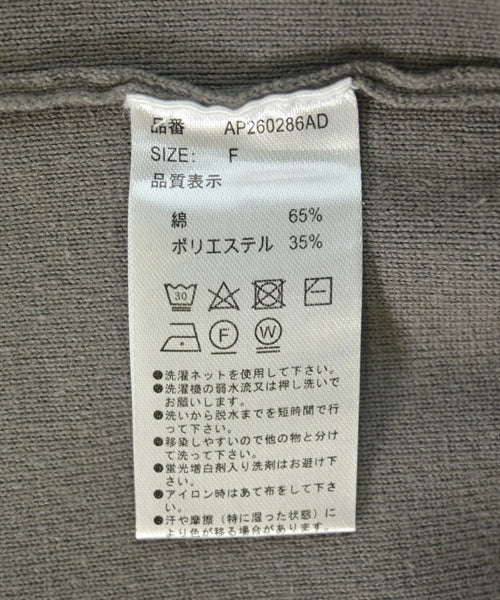 品番 AP260286AD
SIZE: F
品質表示
綿 65%
ポリエステル 35%
30
F W
●洗濯ネットを使用して下さい。
●洗濯機の弱水流又は押し洗いで
お願いします。
●洗いから脱水までを短時間で行
って下さい。
●移染しやすいので他の物と分け
て洗って下さい。
●蛍光増白剤入り洗剤はお避け下
さい。
●アイロン時はあて布をして下さ
い。
●汗や摩擦（特に湿った状態）に
より色が移る場合があります。